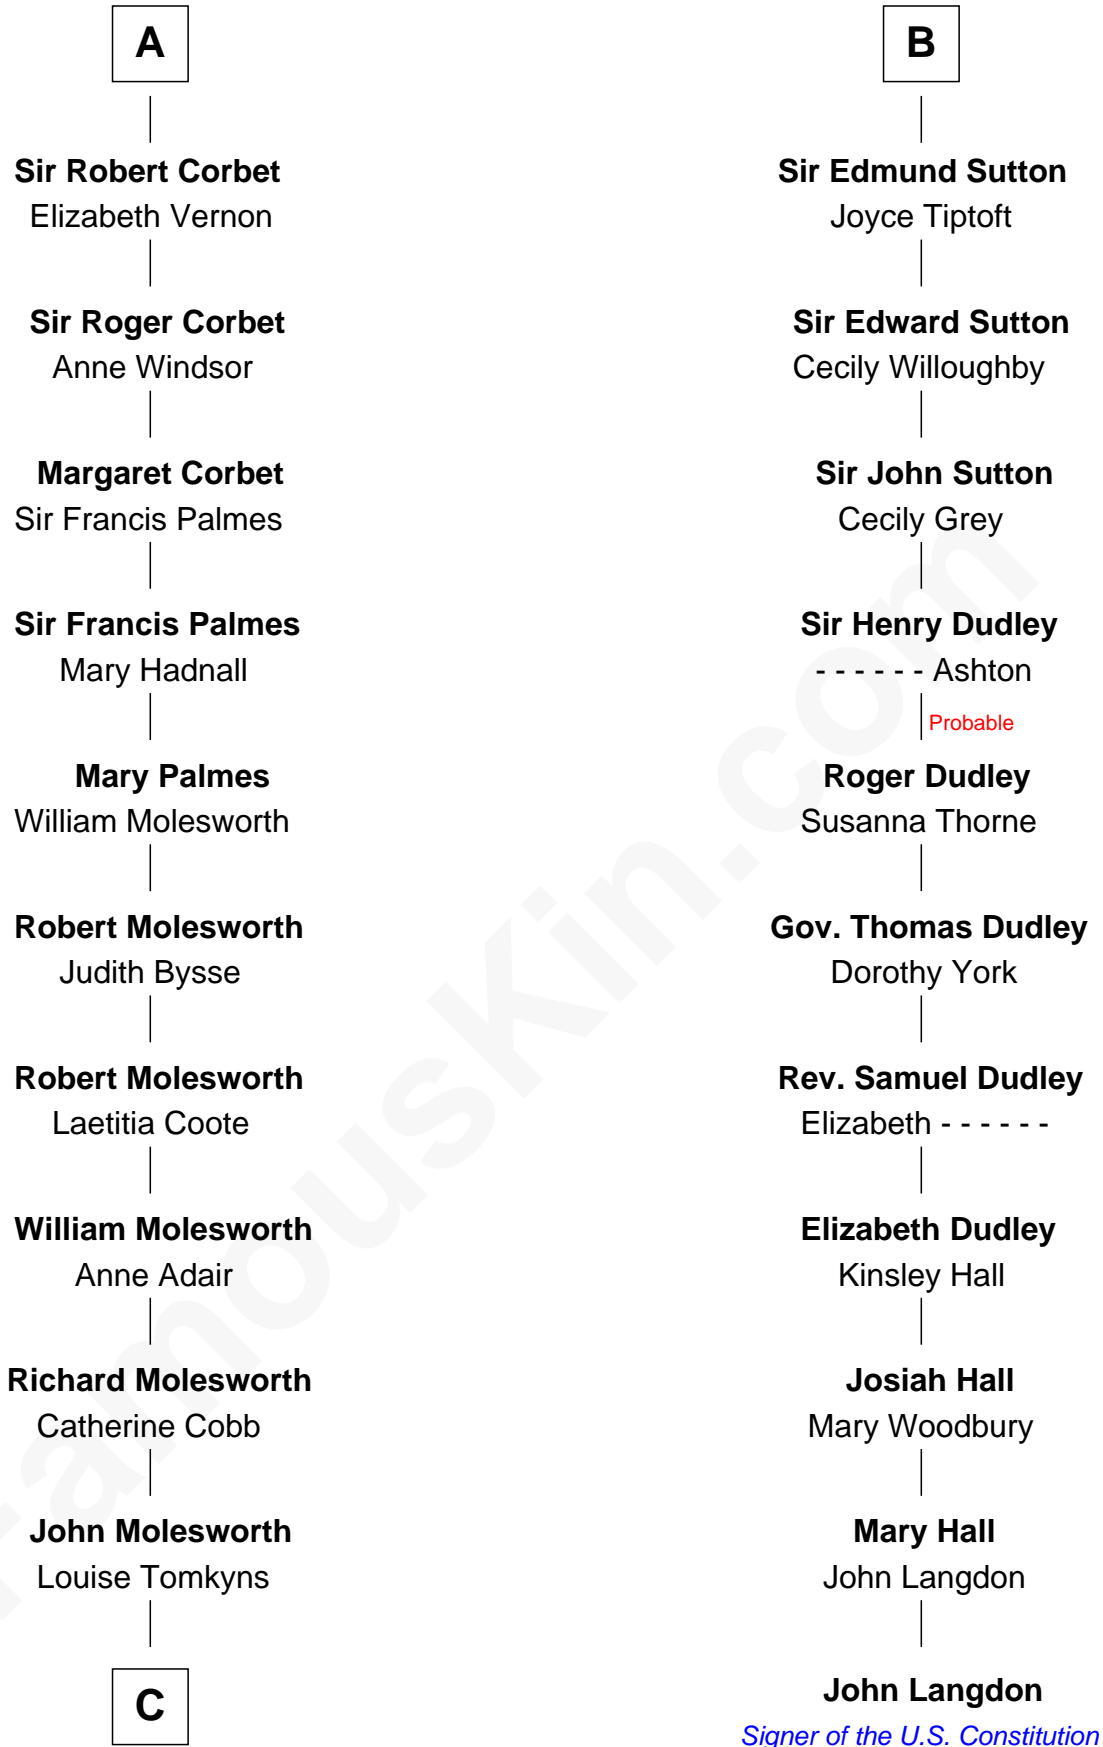 A
Sir Robert Corbet
Elizabeth Vernon
Sir Roger Corbet
Anne Windsor
Margaret Corbet
Sir Francis Palmes
Sir Francis Palmes
Mary Hadnall
Mary Palmes
William Molesworth
Robert Molesworth
Judith Bysse
Robert Molesworth
Laetitia Coote
William Molesworth
Anne Adair
Richard Molesworth
Catherine Cobb
John Molesworth
Louise Tomkyns
C
B
Sir Edmund Sutton
Joyce Tiptoft
Sir Edward Sutton
Cecily Willoughby
Sir John Sutton
Cecily Grey
Sir Henry Dudley
- - - - - - Ashton
Probable
Roger Dudley
Susanna Thorne
Gov. Thomas Dudley
Dorothy York
Rev. Samuel Dudley
Elizabeth - - - - - -
Elizabeth Dudley
Kinsley Hall
Josiah Hall
Mary Woodbury
Mary Hall
John Langdon
John Langdon
Signer of the U.S. Constitution
FamousKin.com